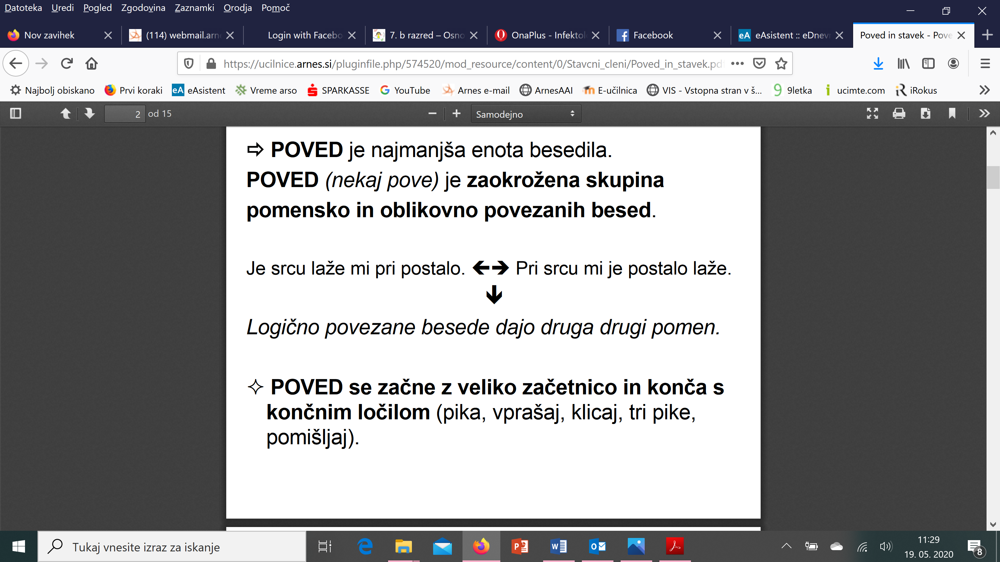 Datoteka Uredi Pogled Zgodovina Zaznamki Orodja Pomoč
Nov zavihek (114) webmail.arne Login with Facebo 7. b razred – Osno OnaPlus - Infektol Facebook eA eAsistent :: eDnevn Poved in stavek - Pove
https://ucilnice.arnes.si/pluginfile.php/574520/mod_resource/content/0/Stavcni_cleni/Poved_in_stavek.pdf
Najbolj obiskano Prvi koraki eA eAsistent Vreme arso SPARKASSE YouTube Arnes e-mail ArnesAAI E-učilnica VIS - Vstopna stran v š... 9letka ucimte.com iRokus
2 od 15 Samodejno
⇨ POVED je najmanjša enota besedila.
POVED (nekaj pove) je zaokrožena skupina
pomensko in oblikovno povezanih besed.
Je srcu laže mi pri postalo. 🡸🡺 Pri srcu mi je postalo laže.
🡻
Logično povezane besede dajo druga drugi pomen.
✧ POVED se začne z veliko začetnico in konča s
končnim ločilom (pika, vprašaj, klicaj, tri pike,
pomišljaj).
Tukaj vnesite izraz za iskanje
11:29
19. 05. 2020
8